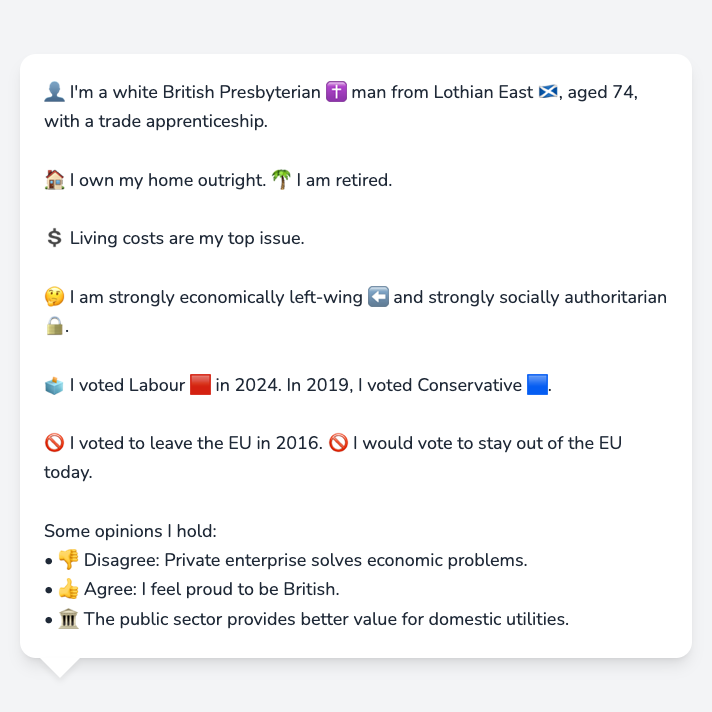 👤 I'm a white British Presbyterian ✝️ man from Lothian East 🏴󠁧󠁢󠁳󠁣󠁴󠁿, aged 74,
with a trade apprenticeship.
🏠 I own my home outright. 🌴 I am retired.
💲 Living costs are my top issue.
🤔 I am strongly economically left-wing ⬅️ and strongly socially authoritarian
🔒.
🗳️ I voted Labour 🟥 in 2024. In 2019, I voted Conservative 🟦.
🚫 I voted to leave the EU in 2016. 🚫 I would vote to stay out of the EU
today.
Some opinions I hold:
• 👎 Disagree: Private enterprise solves economic problems.
• 👍 Agree: I feel proud to be British.
• 🏛️ The public sector provides better value for domestic utilities.